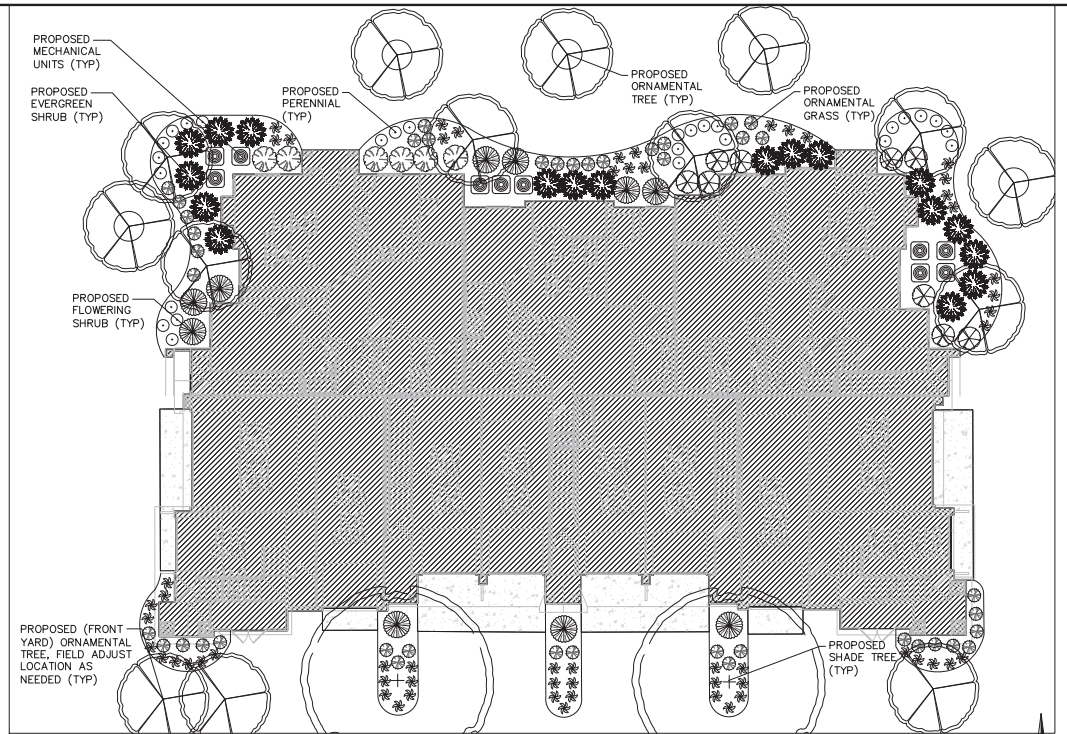 PROPOSED
MECHANICAL
UNITS (TYP)
PROPOSED
EVERGREEN
SHRUB (TYP)
PROPOSED
PERENNIAL
(TYP)
PROPOSED
ORNAMENTAL
TREE (TYP)
PROPOSED
ORNAMENTAL
GRASS (TYP)
PROPOSED
FLOWERING
SHRUB (TYP)
PROPOSED (FRONT
YARD) ORNAMENTAL
TREE, FIELD ADJUST
LOCATION AS
NEEDED (TYP)
PROPOSED
SHADE TREE
(TYP)